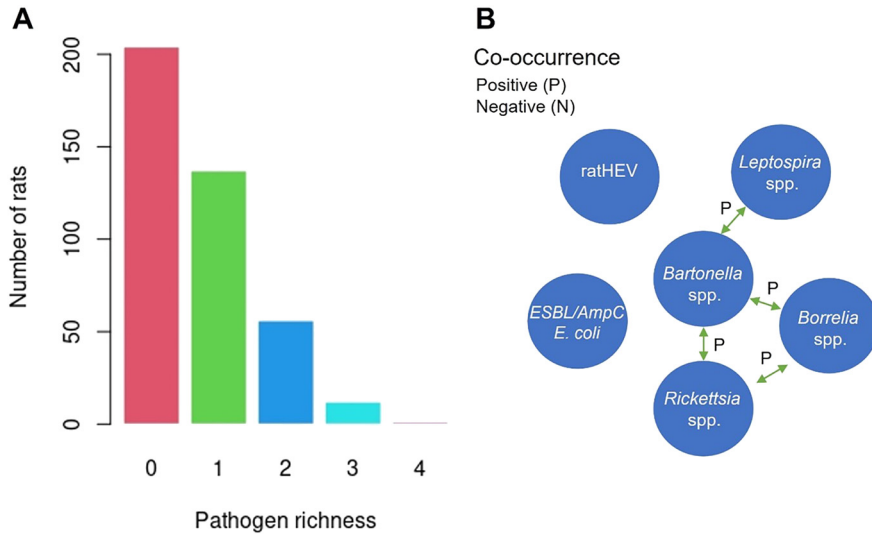 A
Number of rats
200
150
100
50
0
0 1 2 3 4
Pathogen richness
B
Co-occurrence
Positive (P)
Negative (N)
ratHEV
Leptospira
spp.
P
Bartonella
spp.
P
ESBL/AmpC
E. coli
Borrelia
spp.
P
P
Rickettsia
spp.